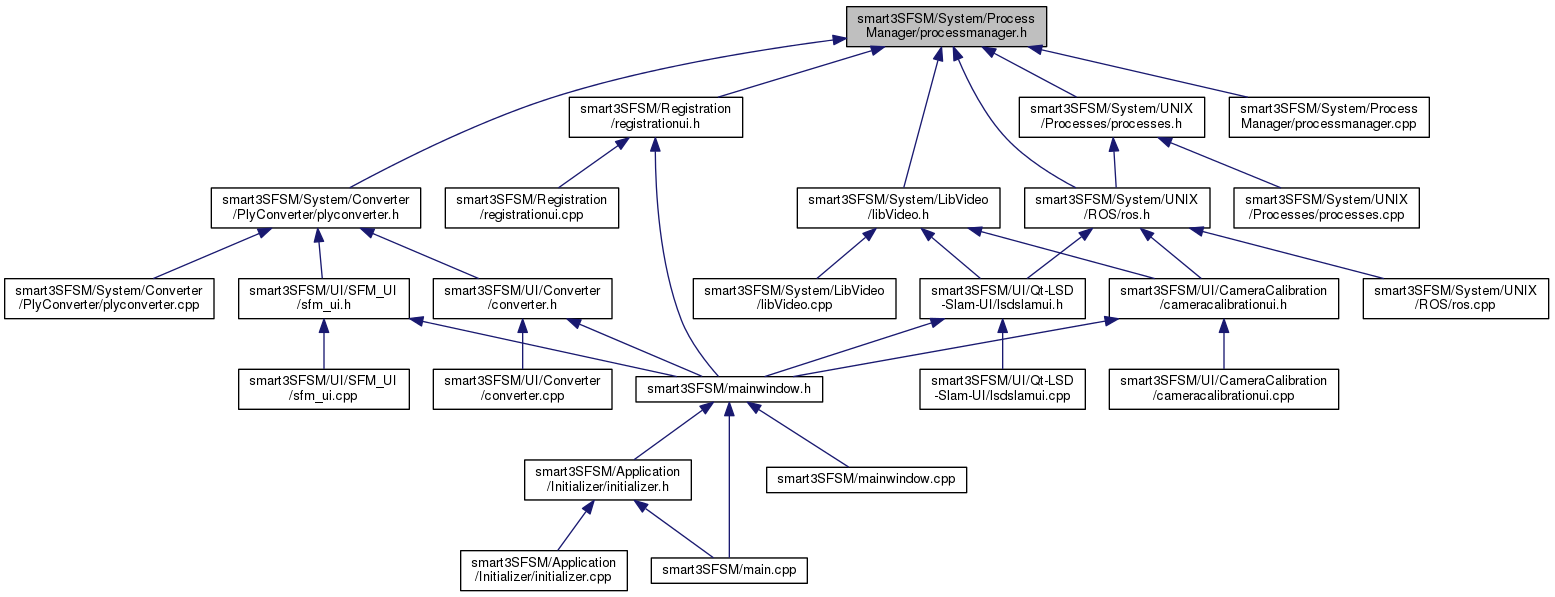 smart3SFSM/System/Process
Manager/processmanager.h
smart3SFSM/Registration
/registrationui.h
smart3SFSM/System/UNIX
/Processes/processes.h
smart3SFSM/System/Process
Manager/processmanager.cpp
smart3SFSM/System/Converter
/PlyConverter/plyconverter.h
smart3SFSM/Registration
/registrationui.cpp
smart3SFSM/System/LibVideo
/libVideo.h
smart3SFSM/System/UNIX
/ROS/ros.h
smart3SFSM/System/UNIX
/Processes/processes.cpp
smart3SFSM/System/Converter
/PlyConverter/plyconverter.cpp
smart3SFSM/UI/SFM_UI
/sfm_ui.h
smart3SFSM/UI/Converter
/converter.h
smart3SFSM/System/LibVideo
/libVideo.cpp
smart3SFSM/UI/Qt-LSD
-Slam-UI/lsdslamui.h
smart3SFSM/UI/CameraCalibration
/cameracalibrationui.h
smart3SFSM/System/UNIX
/ROS/ros.cpp
smart3SFSM/UI/SFM_UI
/sfm_ui.cpp
smart3SFSM/UI/Converter
/converter.cpp
smart3SFSM/mainwindow.h
smart3SFSM/UI/Qt-LSD
-Slam-UI/lsdslamui.cpp
smart3SFSM/UI/CameraCalibration
/cameracalibrationui.cpp
smart3SFSM/Application
/Initializer/initializer.h
smart3SFSM/mainwindow.cpp
smart3SFSM/Application
/Initializer/initializer.cpp
smart3SFSM/main.cpp